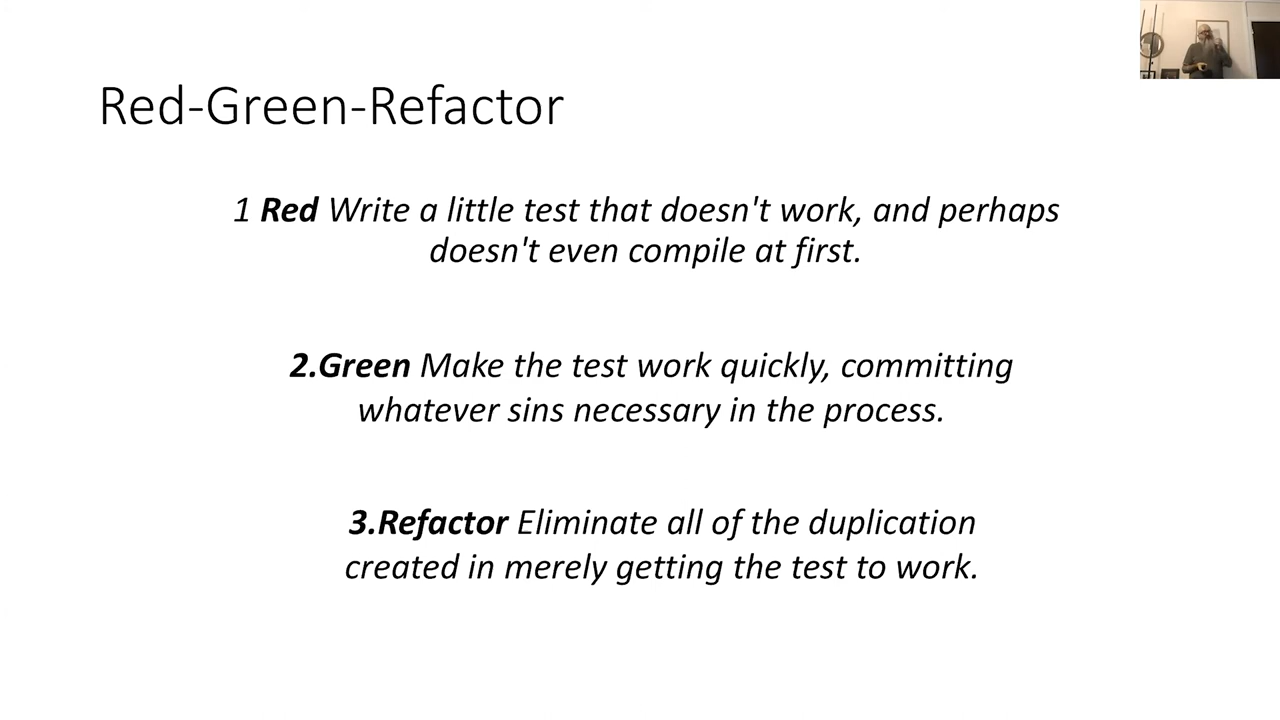 Red-Green-Refactor
1 Red Write a little test that doesn't work, and perhaps
doesn't even compile at first.
2.Green Make the test work quickly, committing
whatever sins necessary in the process.
3.Refactor Eliminate all of the duplication
created in merely getting the test to work.